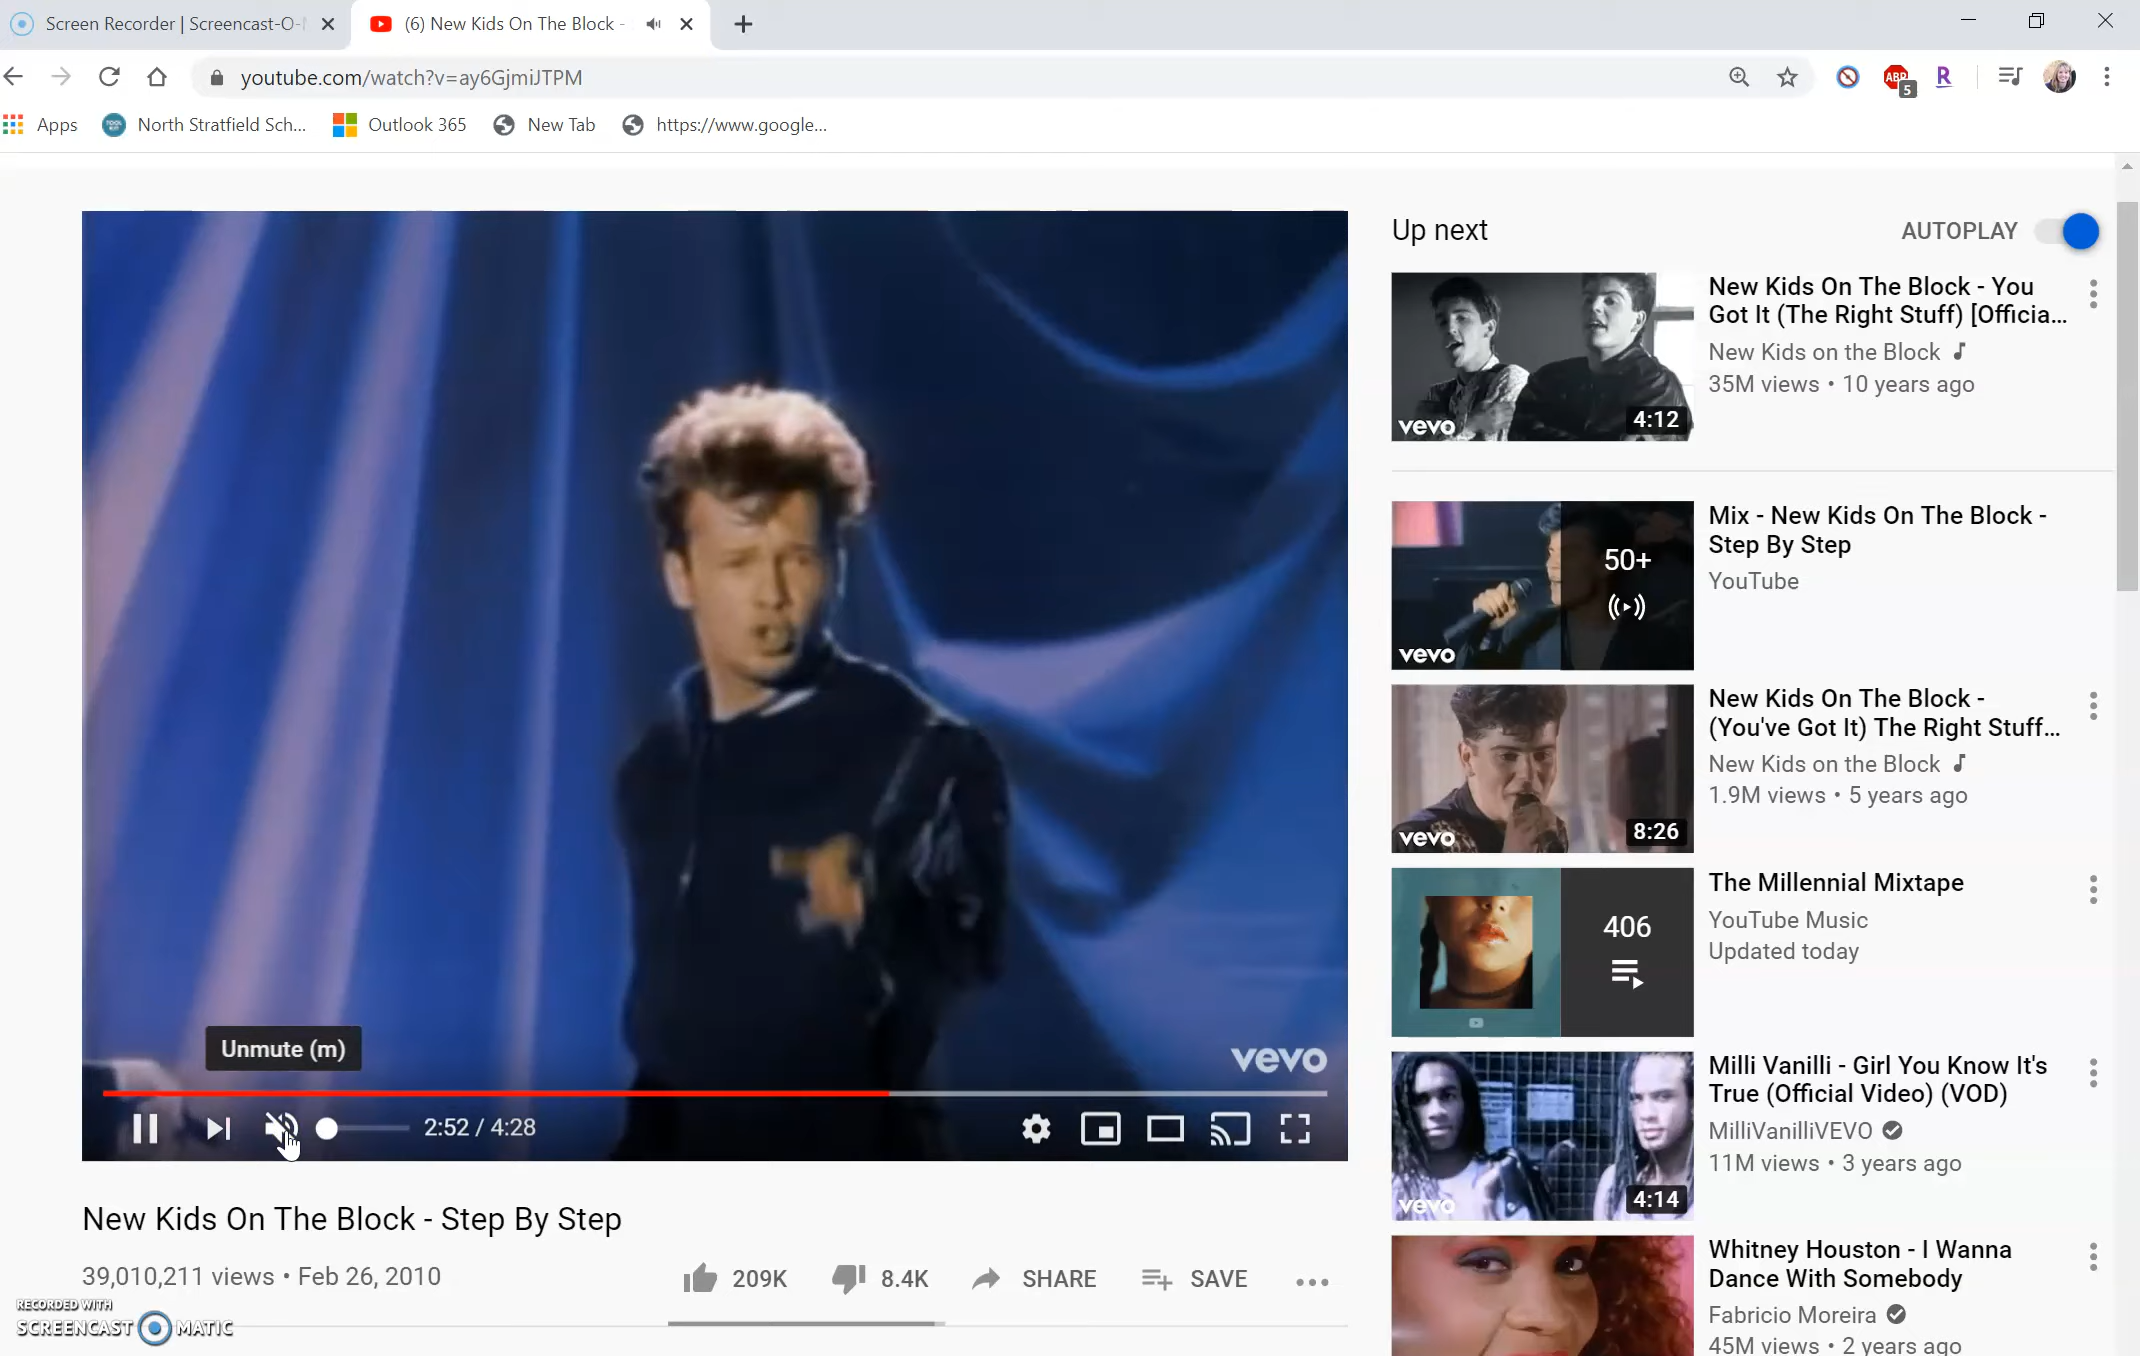 Screen Recorder | Screencast-O-
(6) New Kids On The Block -
youtube.com/watch?v=ay6GjmiJTPM
ABP
5
R
Apps
North Stratfield Sch...
Outlook 365
New Tab
https://www.google...
Unmute (m)
vevo
2:52 / 4:28
New Kids On The Block - Step By Step
39,010,211 views • Feb 26, 2010
209K
8.4K
SHARE
SAVE
RECORDED WITH
SCREENCAST MATIC
Up next
AUTOPLAY
vevo
4:12
New Kids On The Block - You
Got It (The Right Stuff) [Officia...
New Kids on the Block
35M views • 10 years ago
vevo
50+
Mix - New Kids On The Block -
Step By Step
YouTube
vevo
8:26
New Kids On The Block -
(You've Got It) The Right Stuff...
New Kids on the Block
1.9M views • 5 years ago
406
The Millennial Mixtape
YouTube Music
Updated today
vevo
4:14
Milli Vanilli - Girl You Know It's
True (Official Video) (VOD)
MilliVanilliVEVO
11M views • 3 years ago
Whitney Houston - I Wanna
Dance With Somebody
Fabricio Moreira
45M views • 2 years ago